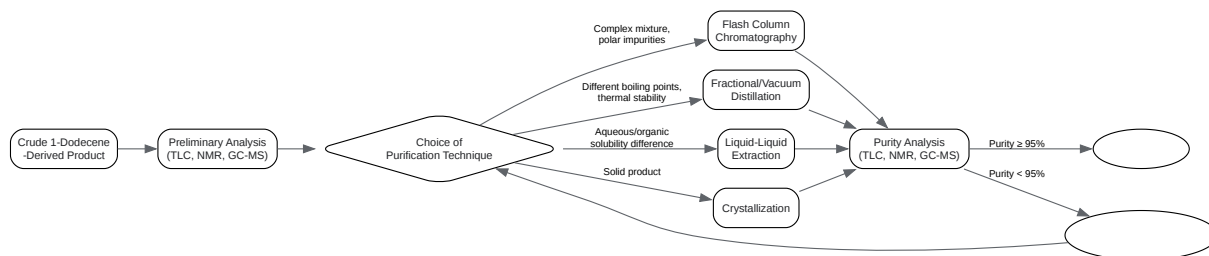 Crude 1-Dodecene
-Derived Product
Preliminary Analysis
(TLC, NMR, GC-MS)
Choice of
Purification Technique
Complex mixture,
polar impurities
Flash Column
Chromatography
Different boiling points,
thermal stability
Fractional/Vacuum
Distillation
Aqueous/organic
solubility difference
Liquid-Liquid
Extraction
Solid product
Crystallization
Purity Analysis
(TLC, NMR, GC-MS)
Purity ≥ 95%
Purity < 95%